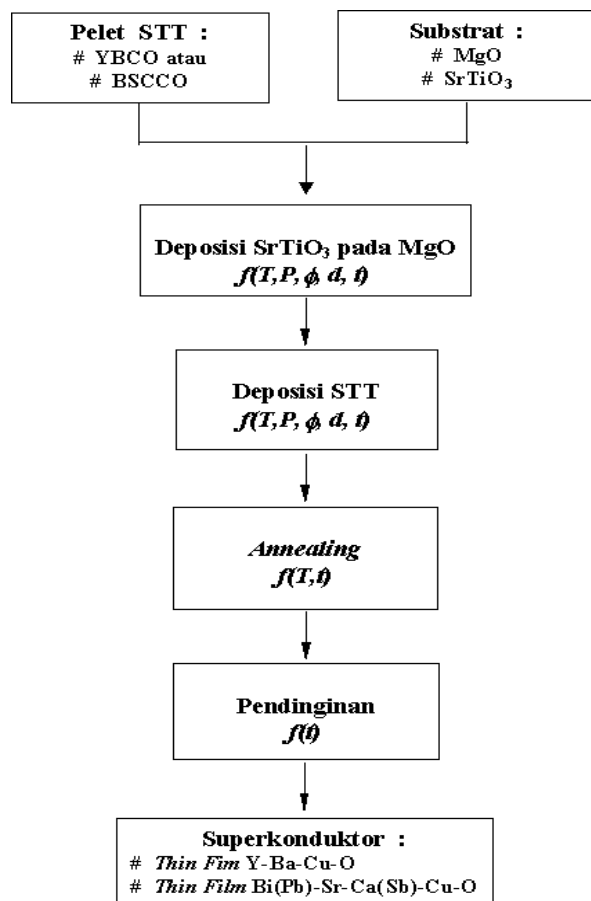 Pelet STT :
# YBCO atau
# BSCCO
Substrat :
# MgO
# SrTiO₃
Deposisi SrTiO₃ pada MgO
f(T,P, ϕ, d, t)
Deposisi STT
f(T,P, ϕ, d, t)
Annealing
f(T,t)
Pendinginan
f(t)
Superkonduktor :
# Thin Fim Y-Ba-Cu-O
# Thin Film Bi(Pb)-Sr-Ca(Sb)-Cu-O